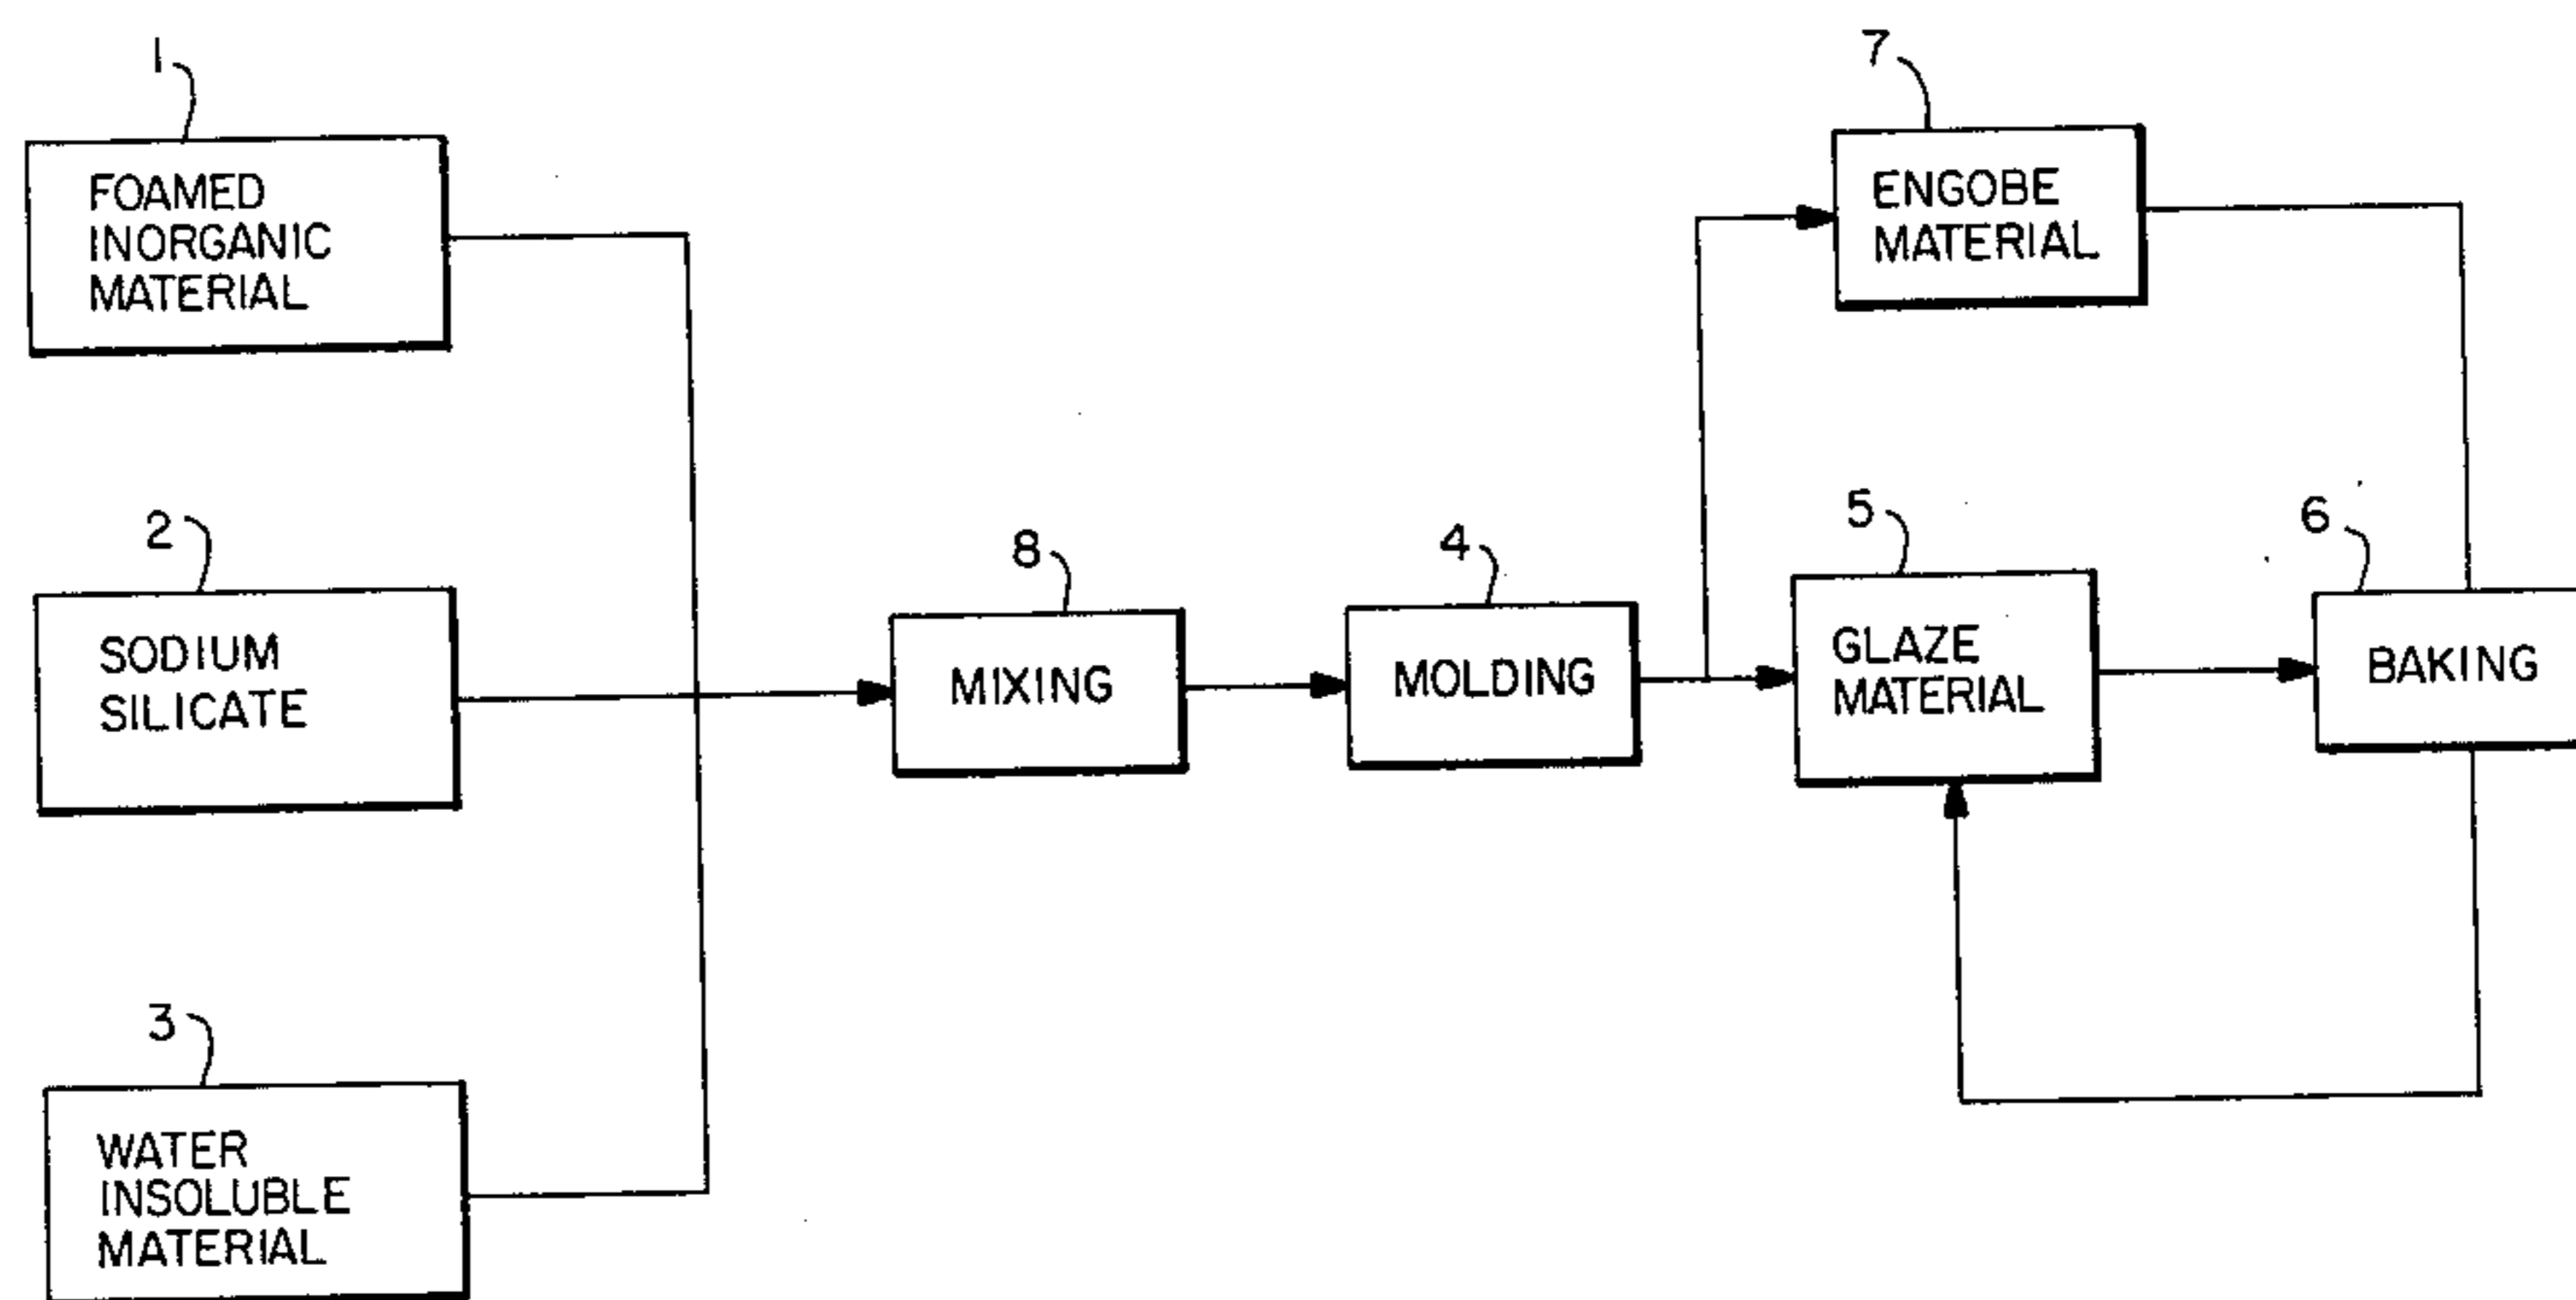 1
FOAMED
INORGANIC
MATERIAL
2
SODIUM
SILICATE
3
WATER
INSOLUBLE
MATERIAL
8
MIXING
4
MOLDING
7
ENGOBE
MATERIAL
5
GLAZE
MATERIAL
6
BAKING